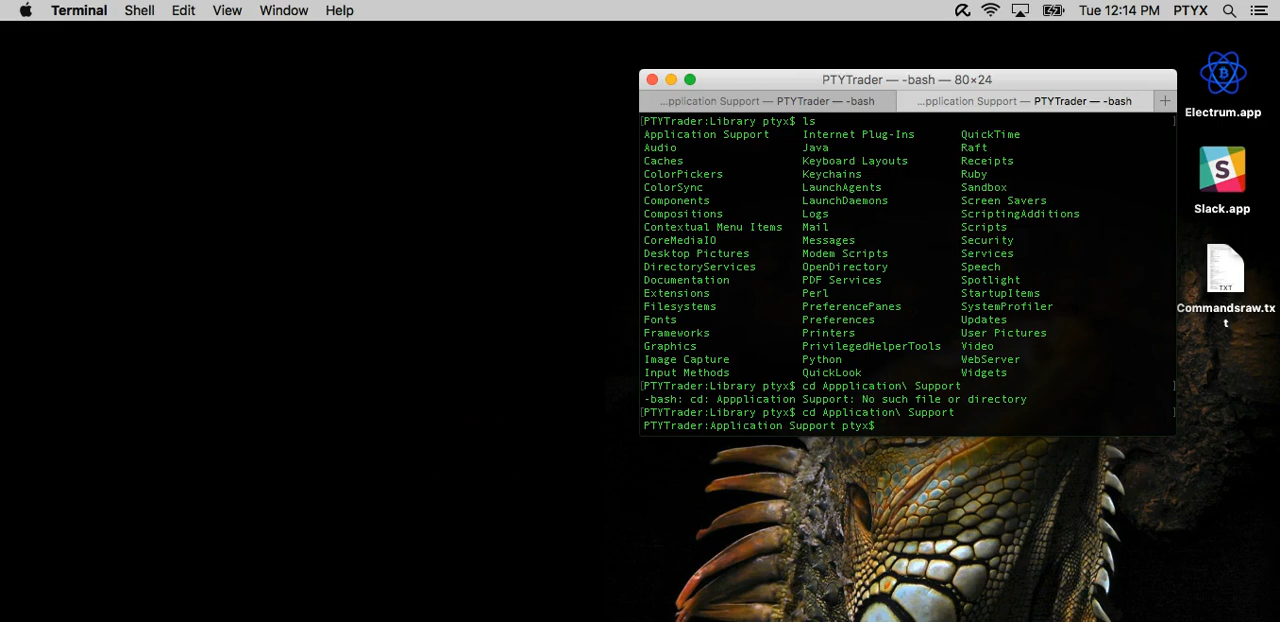 Terminal Shell Edit View Window Help Tue 12:14 PM PTYX
PTYTrader — -bash — 80×24
...pplication Support — PTYTrader — -bash ...pplication Support — PTYTrader — -bash +
[PTYTrader:Library ptyx$ ls ]
Application Support Internet Plug-Ins QuickTime
Audio Java Raft
Caches Keyboard Layouts Receipts
ColorPickers Keychains Ruby
ColorSync LaunchAgents Sandbox
Components LaunchDaemons Screen Savers
Compositions Logs ScriptingAdditions
Contextual Menu Items Mail Scripts
CoreMediaIO Messages Security
Desktop Pictures Modem Scripts Services
DirectoryServices OpenDirectory Speech
Documentation PDF Services Spotlight
Extensions Perl StartupItems
Filesystems PreferencePanes SystemProfiler
Fonts Preferences Updates
Frameworks Printers User Pictures
Graphics PrivilegedHelperTools Video
Image Capture Python WebServer
Input Methods QuickLook Widgets
[PTYTrader:Library ptyx$ cd Appplication\ Support ]
-bash: cd: Appplication Support: No such file or directory
[PTYTrader:Library ptyx$ cd Application\ Support ]
PTYTrader:Application Support ptyx$
Electrum.app
S
Slack.app
TXT
Commandsraw.tx
t